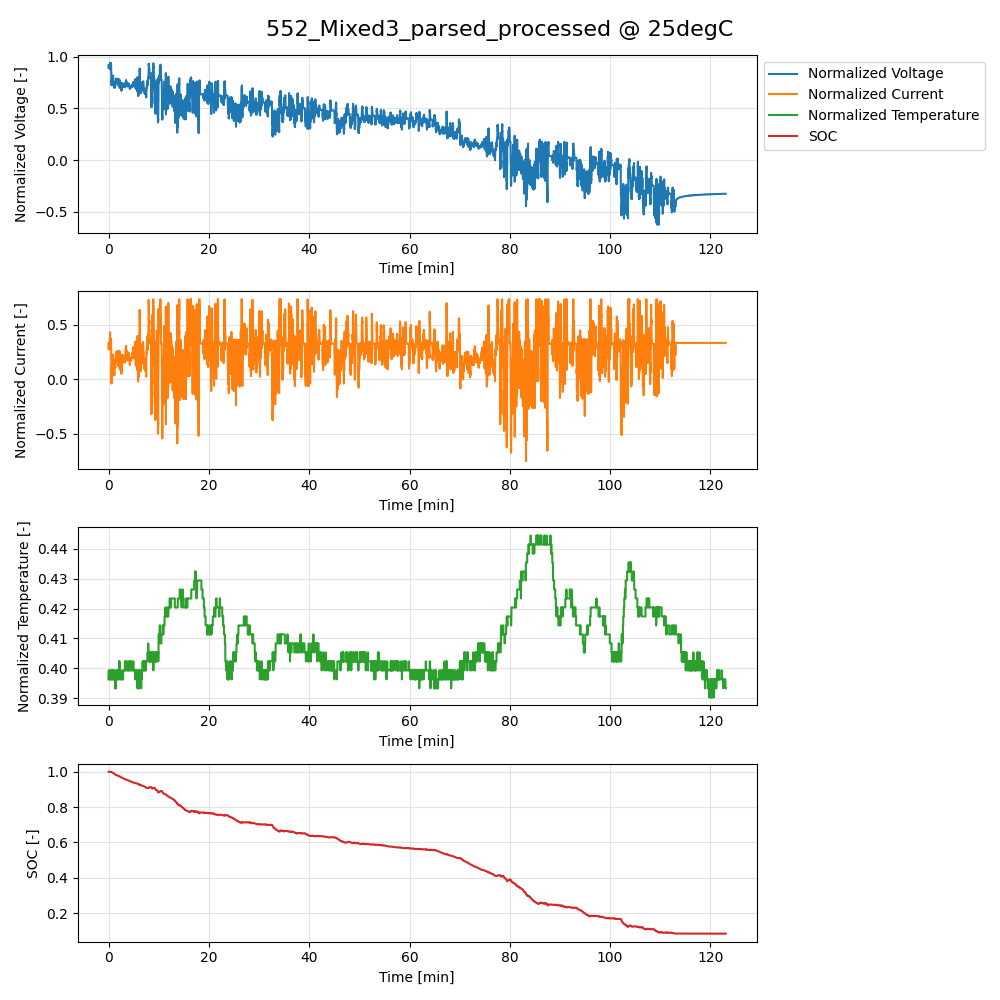 552_Mixed3_parsed_processed @ 25degC
Normalized Voltage [-]
1.0
0.5
0.0
−0.5
0 20 40 60 80 100 120
Time [min]
Normalized Voltage
Normalized Current
Normalized Temperature
SOC
Normalized Current [-]
0.5
0.0
−0.5
0 20 40 60 80 100 120
Time [min]
Normalized Temperature [-]
0.44
0.43
0.42
0.41
0.40
0.39
0 20 40 60 80 100 120
Time [min]
SOC [-]
1.0
0.8
0.6
0.4
0.2
0 20 40 60 80 100 120
Time [min]